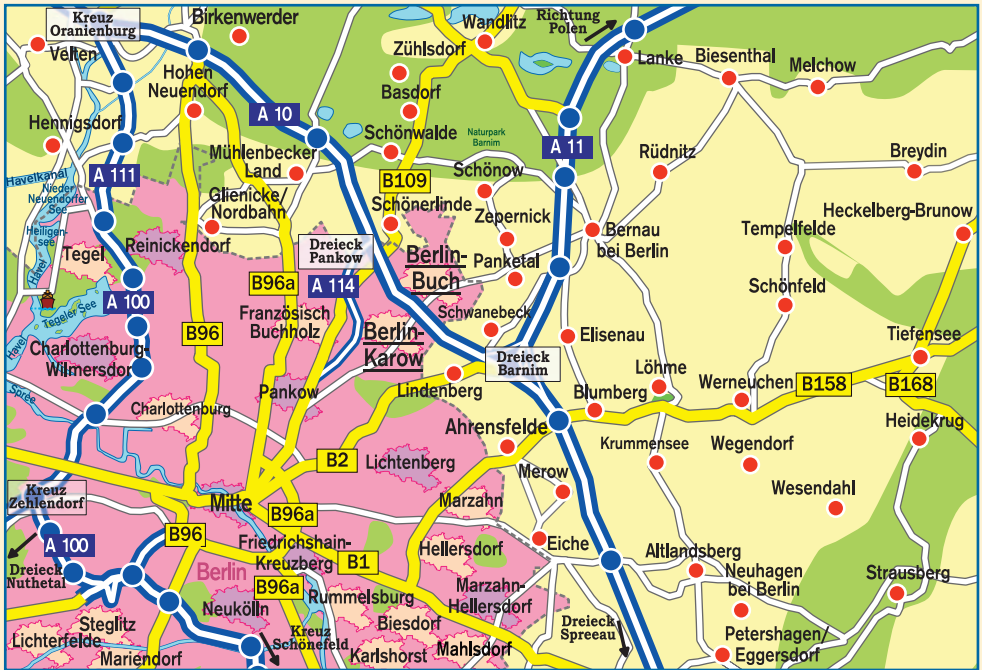 Kreuz
Oranienburg
Birkenwerder
Wandlitz
Richtung
Polen
Velten
Zühlsdorf
Lanke
Biesenthal
Melchow
Hohen
Neuendorf
Basdorf
A 10
Hennigsdorf
Schönwalde
Naturpark
Barnim
A 11
Mühlenbecker
Land
Rüdnitz
Breydin
Havelkanal
A 111
B109
Schönow
Nieder
Neuendorfer
See
Glienicke/
Nordbahn
Schönerlinde
Zepernick
Heckelberg-Brunow
Heiligen-
see
Reinickendorf
Dreieck
Pankow
Bernau
bei Berlin
Tempelfelde
Tegel
Havel
Berlin-
Buch
Panketal
B96a
A 114
Schönfeld
A 100
Tegeler See
Französisch
Buchholz
Schwanebeck
Havel
B96
Berlin-
Karow
Elisenau
Tiefensee
Charlottenburg-
Wilmersdorf
Dreieck
Barnim
Löhme
Werneuchen
B158
B168
Spree
Pankow
Lindenberg
Blumberg
Charlottenburg
Ahrensfelde
Krummensee
Wegendorf
Heidekrug
B2
Lichtenberg
Merow
Wesendahl
Kreuz
Zehlendorf
Mitte
Marzahn
B96a
A 100
B96
Friedrichshain-
Kreuzberg
B1
Hellersdorf
Eiche
Altlandsberg
Dreieck
Nuthetal
Berlin
B96a
Rummelsburg
Marzahn-
Hellersdorf
Neuhagen
bei Berlin
Strausberg
Neukölln
Steglitz
Kreuz
Schönefeld
Biesdorf
Dreieck
Spreeau
Lichterfelde
Mariendorf
Karlshorst
Mahlsdorf
Petershagen/
Eggersdorf